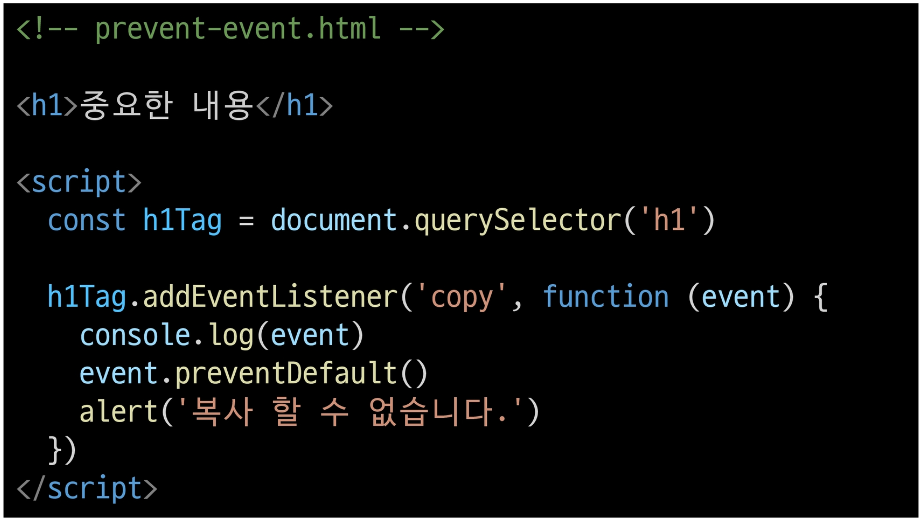 <!-- prevent-event.html -->
<h1>중요한 내용</h1>
<script>
const h1Tag = document.querySelector('h1')
h1Tag.addEventListener('copy', function (event) {
console.log(event)
event.preventDefault()
alert('복사 할 수 없습니다.')
})
</script>